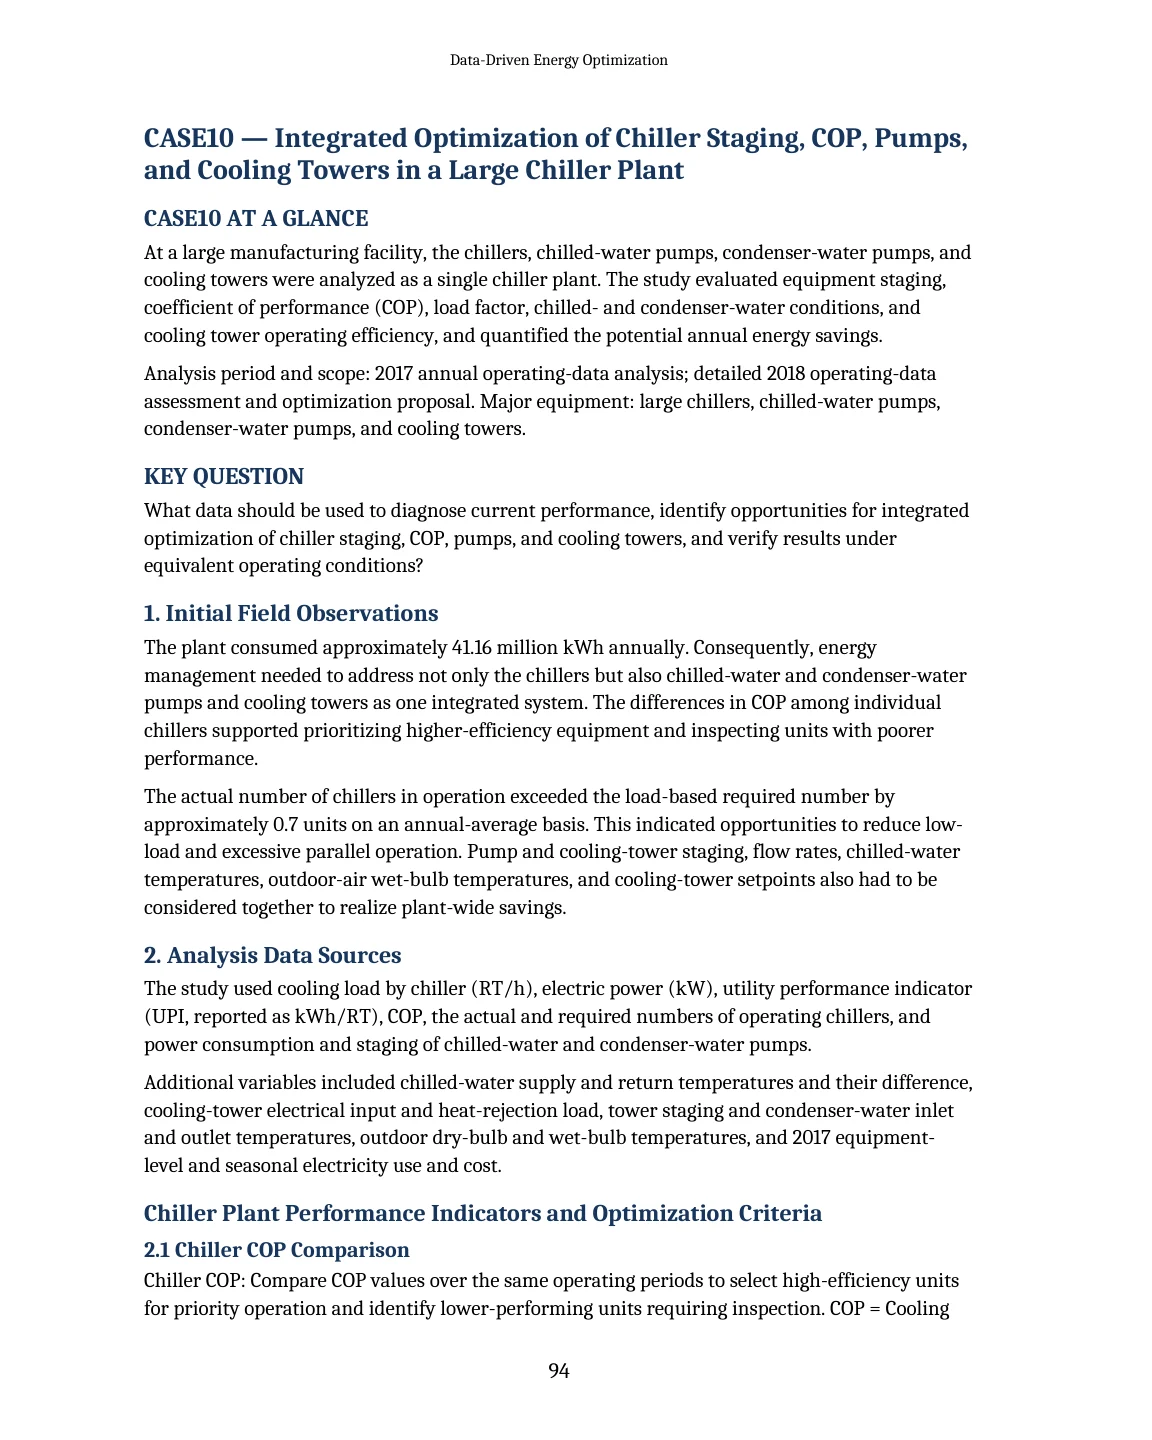 Data-Driven Energy Optimization
CASE10 — Integrated Optimization of Chiller Staging, COP, Pumps,
and Cooling Towers in a Large Chiller Plant
CASE10 AT A GLANCE
At a large manufacturing facility, the chillers, chilled-water pumps, condenser-water pumps, and
cooling towers were analyzed as a single chiller plant. The study evaluated equipment staging,
coefficient of performance (COP), load factor, chilled- and condenser-water conditions, and
cooling tower operating efficiency, and quantified the potential annual energy savings.
Analysis period and scope: 2017 annual operating-data analysis; detailed 2018 operating-data
assessment and optimization proposal. Major equipment: large chillers, chilled-water pumps,
condenser-water pumps, and cooling towers.
KEY QUESTION
What data should be used to diagnose current performance, identify opportunities for integrated
optimization of chiller staging, COP, pumps, and cooling towers, and verify results under
equivalent operating conditions?
1. Initial Field Observations
The plant consumed approximately 41.16 million kWh annually. Consequently, energy
management needed to address not only the chillers but also chilled-water and condenser-water
pumps and cooling towers as one integrated system. The differences in COP among individual
chillers supported prioritizing higher-efficiency equipment and inspecting units with poorer
performance.
The actual number of chillers in operation exceeded the load-based required number by
approximately 0.7 units on an annual-average basis. This indicated opportunities to reduce low-
load and excessive parallel operation. Pump and cooling-tower staging, flow rates, chilled-water
temperatures, outdoor-air wet-bulb temperatures, and cooling-tower setpoints also had to be
considered together to realize plant-wide savings.
2. Analysis Data Sources
The study used cooling load by chiller (RT/h), electric power (kW), utility performance indicator
(UPI, reported as kWh/RT), COP, the actual and required numbers of operating chillers, and
power consumption and staging of chilled-water and condenser-water pumps.
Additional variables included chilled-water supply and return temperatures and their difference,
cooling-tower electrical input and heat-rejection load, tower staging and condenser-water inlet
and outlet temperatures, outdoor dry-bulb and wet-bulb temperatures, and 2017 equipment-
level and seasonal electricity use and cost.
Chiller Plant Performance Indicators and Optimization Criteria
2.1 Chiller COP Comparison
Chiller COP: Compare COP values over the same operating periods to select high-efficiency units
for priority operation and identify lower-performing units requiring inspection. COP = Cooling
94